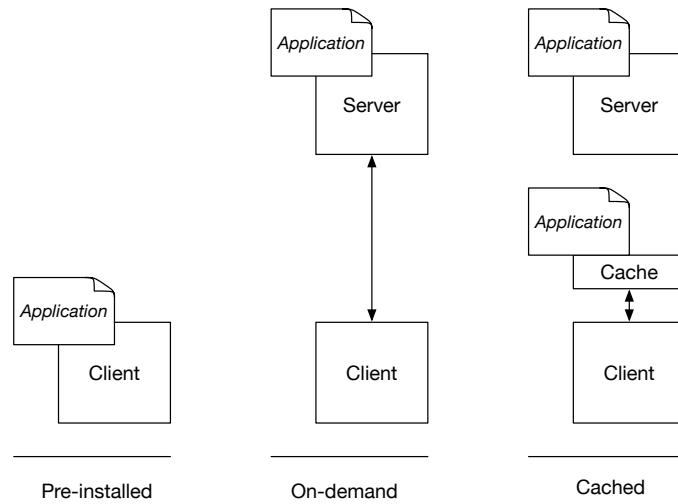 Application
Client
Pre-installed
Application
Server
Client
On-demand
Application
Server
Application
Cache
Client
Cached